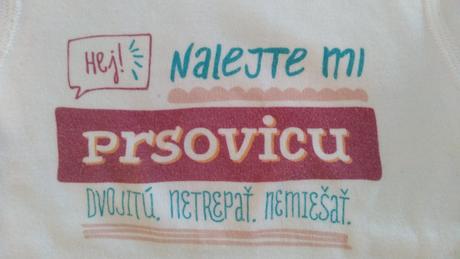 Hej!
Nalejte mi
Prsovicu
Dvojitú. Netrepať. Nemiešať.